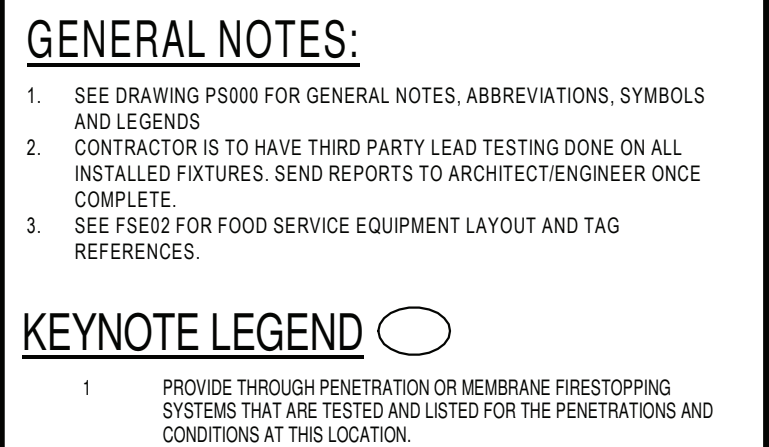 GENERAL NOTES:
1. SEE DRAWING PS000 FOR GENERAL NOTES, ABBREVIATIONS, SYMBOLS
AND LEGENDS
2. CONTRACTOR IS TO HAVE THIRD PARTY LEAD TESTING DONE ON ALL
INSTALLED FIXTURES. SEND REPORTS TO ARCHITECT/ENGINEER ONCE
COMPLETE.
3. SEE FSE02 FOR FOOD SERVICE EQUIPMENT LAYOUT AND TAG
REFERENCES.
KEYNOTE LEGEND
1 PROVIDE THROUGH PENETRATION OR MEMBRANE FIRESTOPPING
SYSTEMS THAT ARE TESTED AND LISTED FOR THE PENETRATIONS AND
CONDITIONS AT THIS LOCATION.